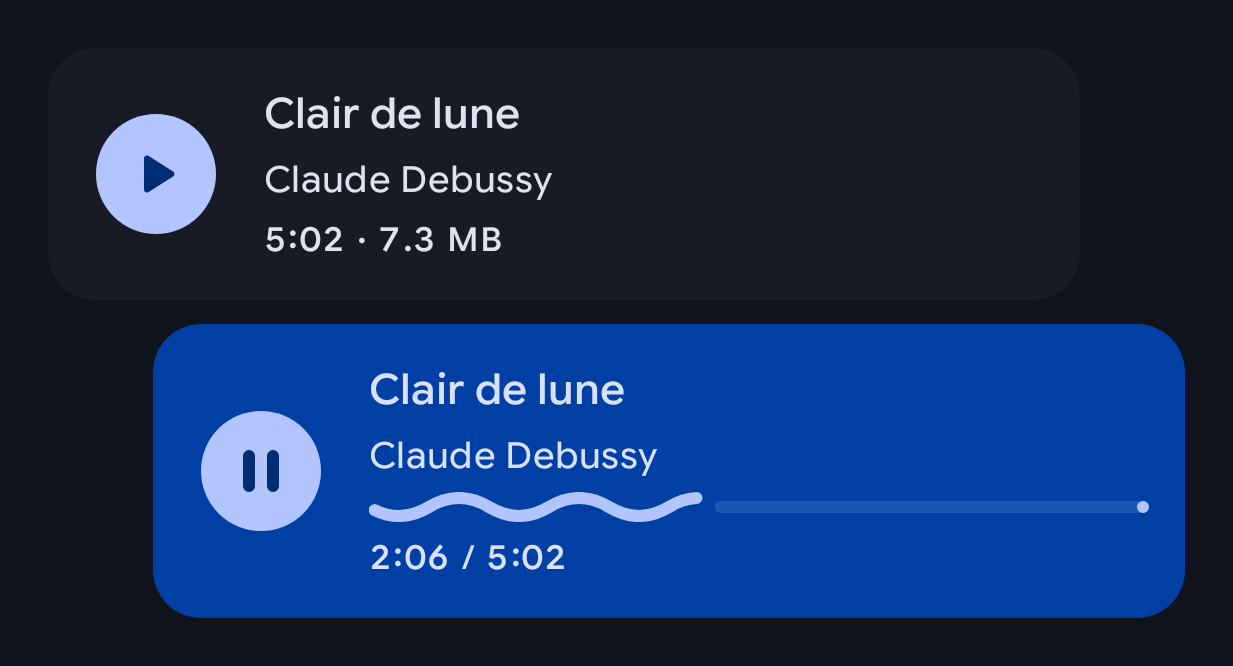 Clair de lune
Claude Debussy
5:02 · 7.3 MB
Clair de lune
Claude Debussy
2:06 / 5:02